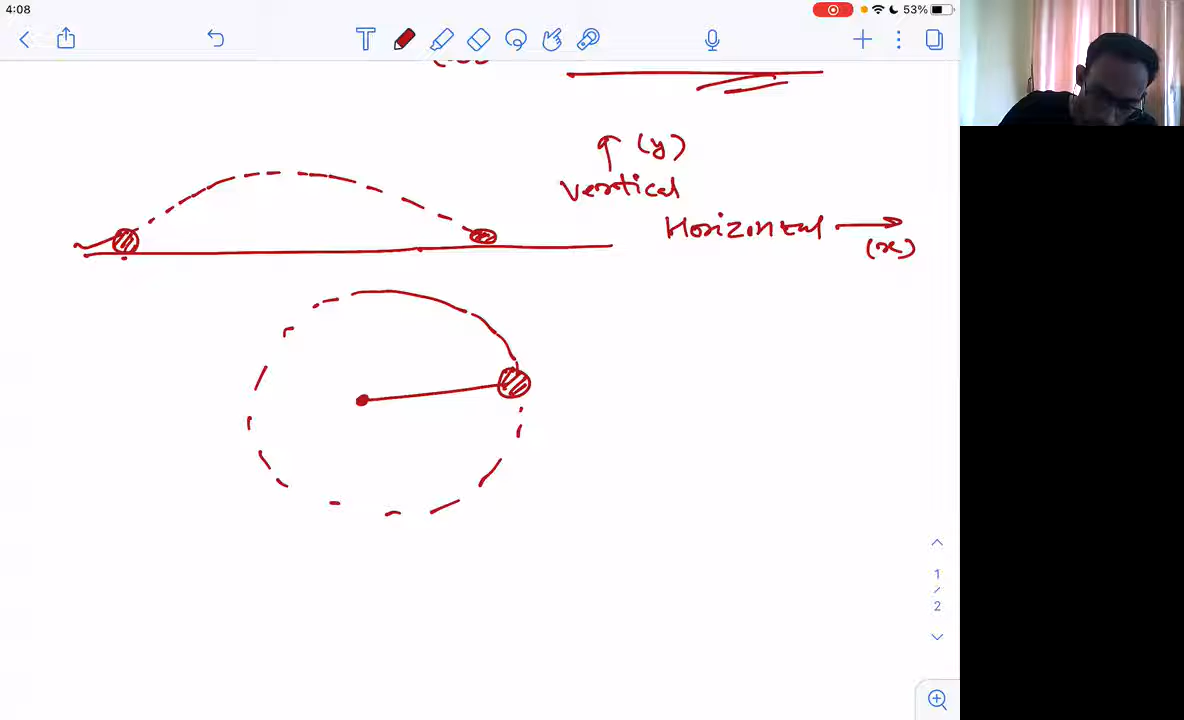 4:08
53%
T
(y)
Vertical
Horizontal
(x)
1
/
2